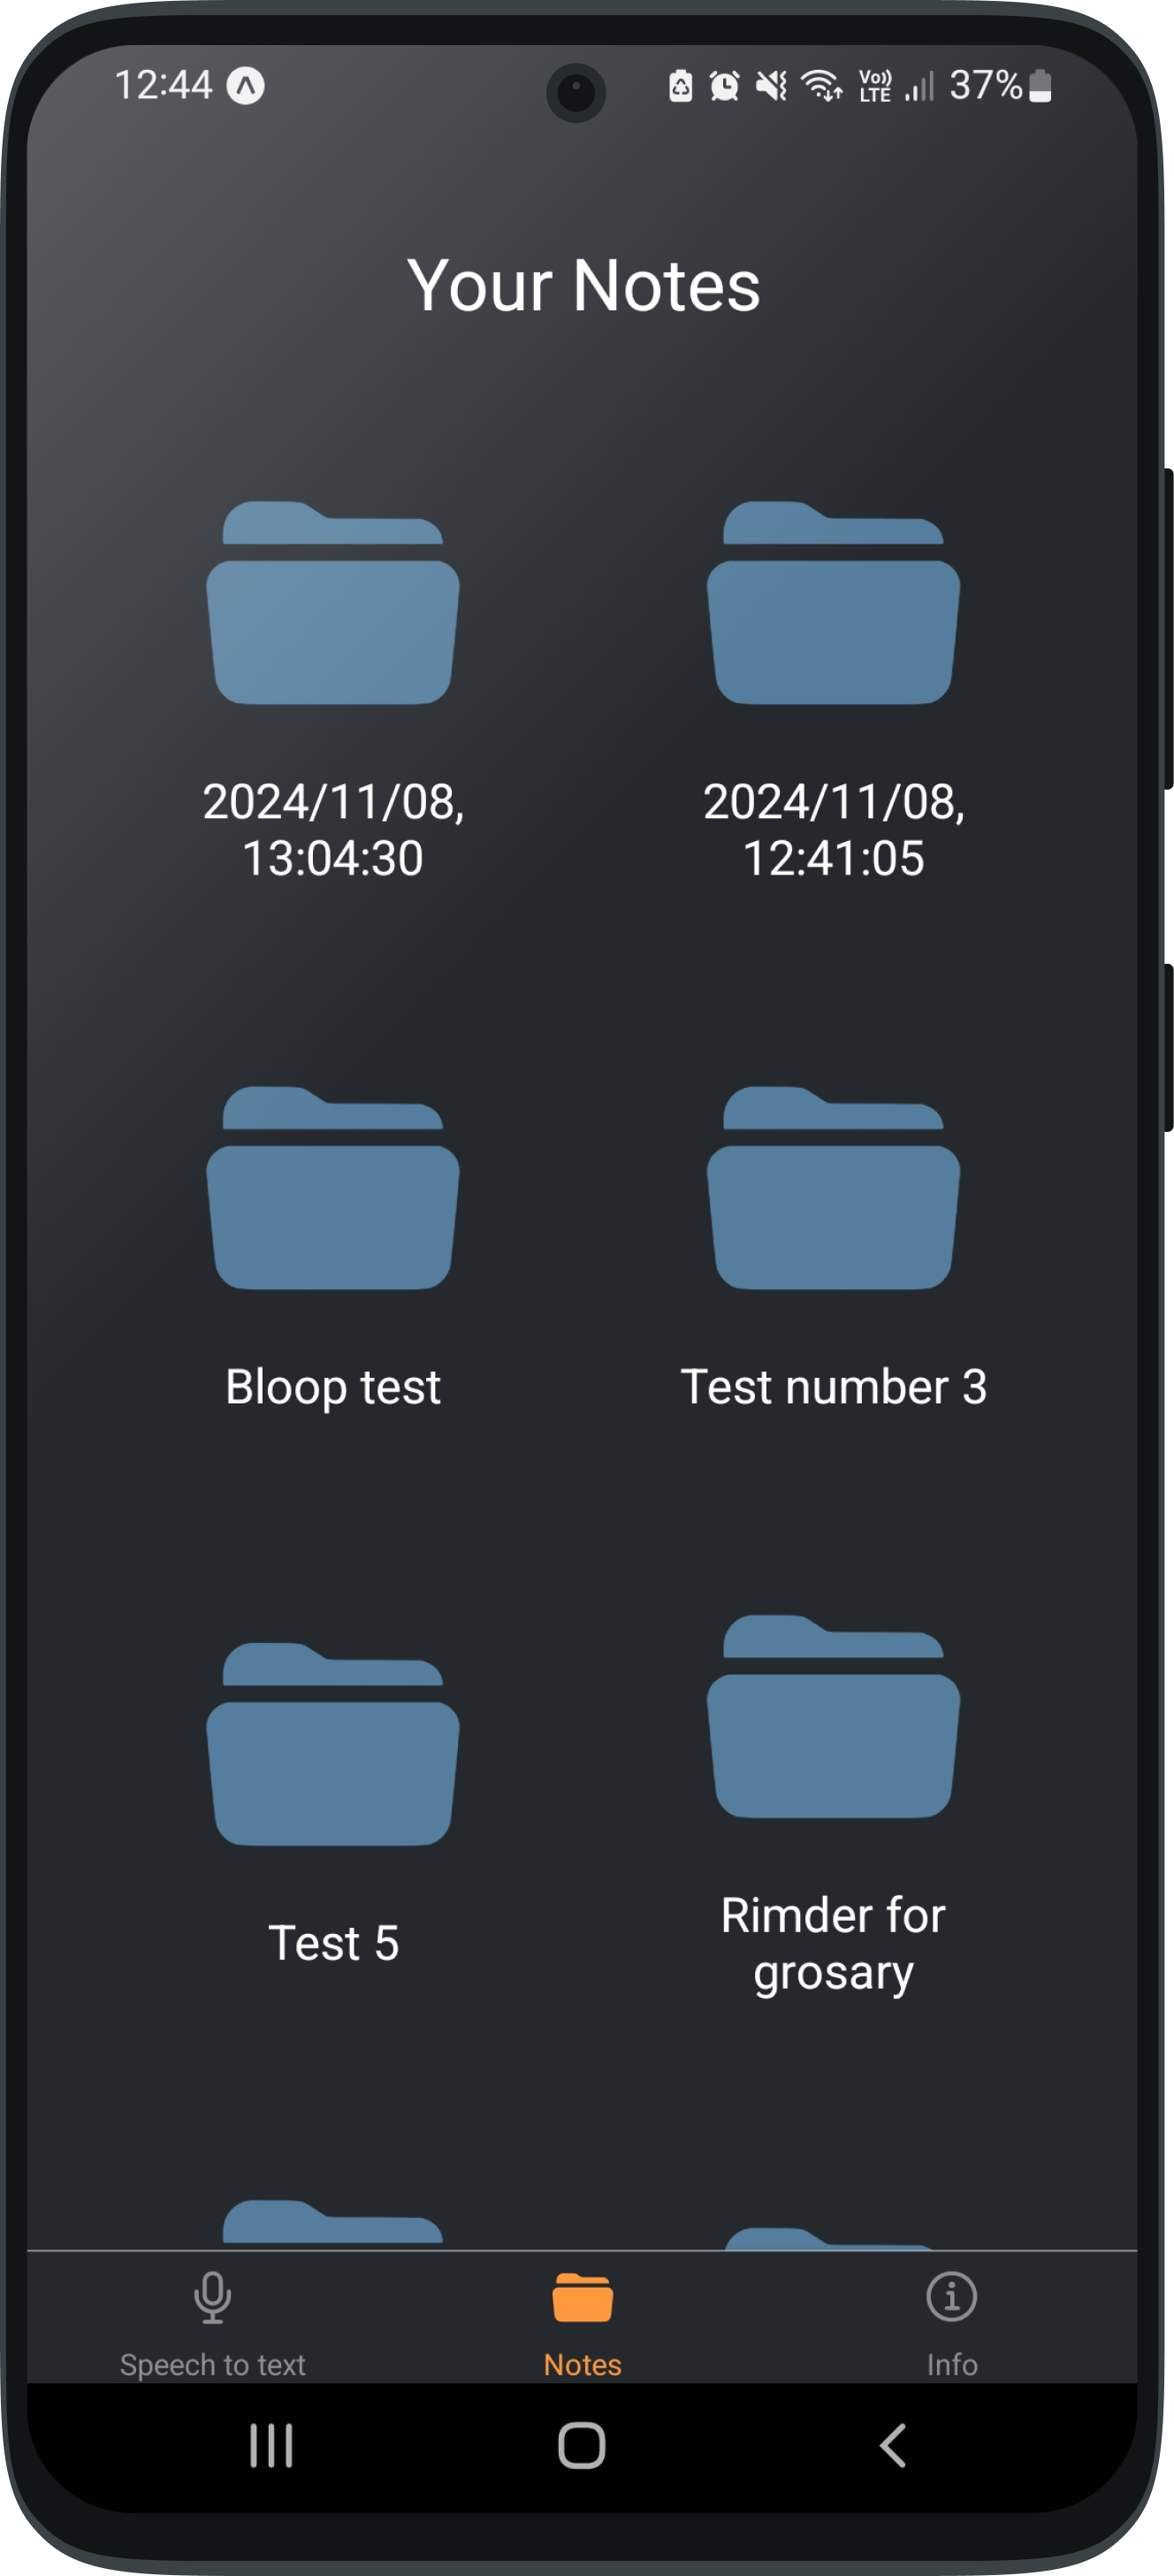 12:44
Vo)) LTE 37%
Your Notes
2024/11/08,
13:04:30
2024/11/08,
12:41:05
Bloop test
Test number 3
Test 5
Rimder for
grosary
Speech to text
Notes
Info